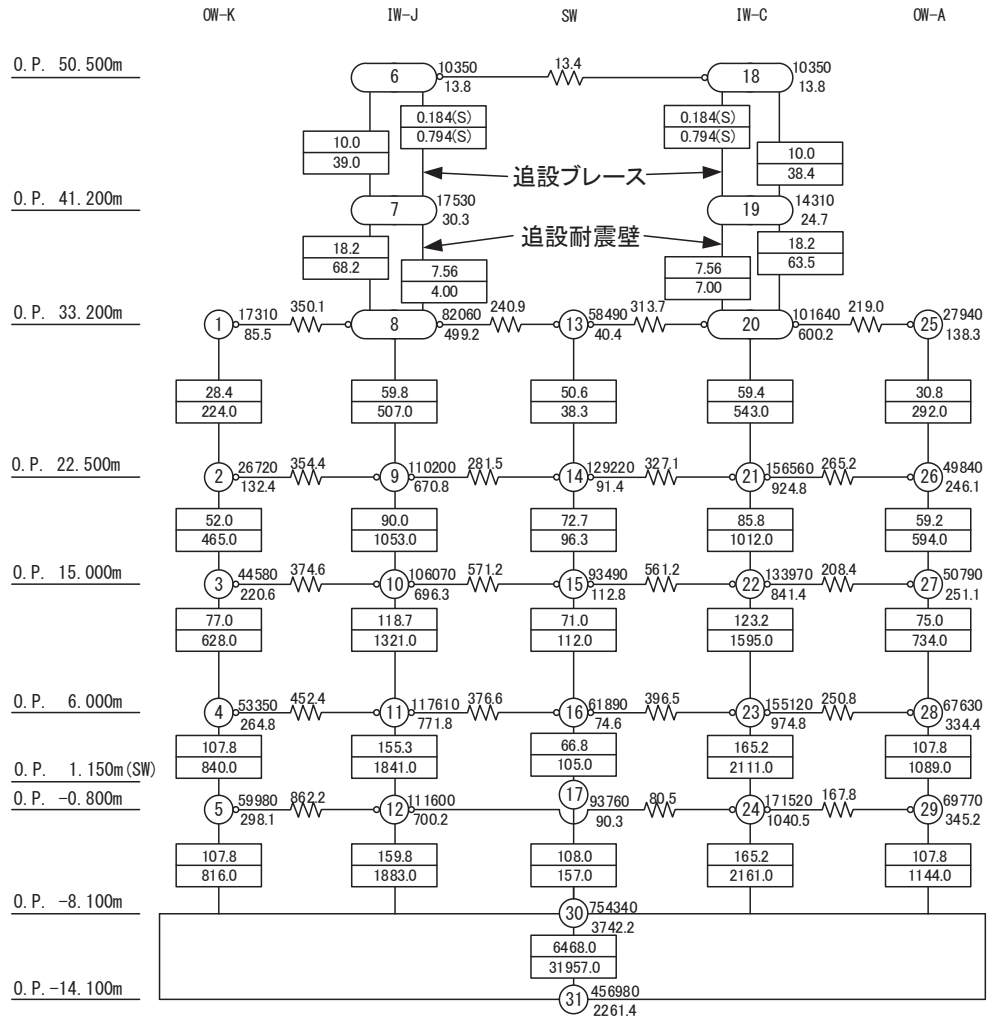 OW-K IW-J SW IW-C OW-A
O.P. 50.500m 6 10350 13.4 18 10350
13.8 13.8
0.184(S) 0.184(S)
0.794(S) 0.794(S)
10.0 10.0
39.0 38.4
追設ブレース
O.P. 41.200m 7 17530 19 14310
30.3 24.7
追設耐震壁
18.2 18.2
68.2 63.5
7.56 7.56
4.00 7.00
O.P. 33.200m 1 17310 350.1 8 82060 240.9 13 58490 313.7 20 101640 219.0 25 27940
85.5 499.2 40.4 600.2 138.3
28.4 59.8 50.6 59.4 30.8
224.0 507.0 38.3 543.0 292.0
O.P. 22.500m 2 26720 354.4 9 110200 281.5 14 129220 327.1 21 156560 265.2 26 49840
132.4 670.8 91.4 924.8 246.1
52.0 90.0 72.7 85.8 59.2
465.0 1053.0 96.3 1012.0 594.0
O.P. 15.000m 3 44580 374.6 10 106070 571.2 15 93490 561.2 22 133970 208.4 27 50790
220.6 696.3 112.8 841.4 251.1
77.0 118.7 71.0 123.2 75.0
628.0 1321.0 112.0 1595.0 734.0
O.P. 6.000m 4 53350 452.4 11 117610 376.6 16 61890 396.5 23 155120 250.8 28 67630
264.8 771.8 74.6 974.8 334.4
107.8 155.3 66.8 165.2 107.8
840.0 1841.0 105.0 2111.0 1089.0
O.P. 1.150m(SW)
O.P. -0.800m 5 59980 862.2 12 111600 17 93760 80.5 24 171520 167.8 29 69770
298.1 700.2 90.3 1040.5 345.2
107.8 159.8 108.0 165.2 107.8
816.0 1883.0 157.0 2161.0 1144.0
O.P. -8.100m 30 754340
3742.2
6468.0
31957.0
O.P.-14.100m 31 456980
2261.4